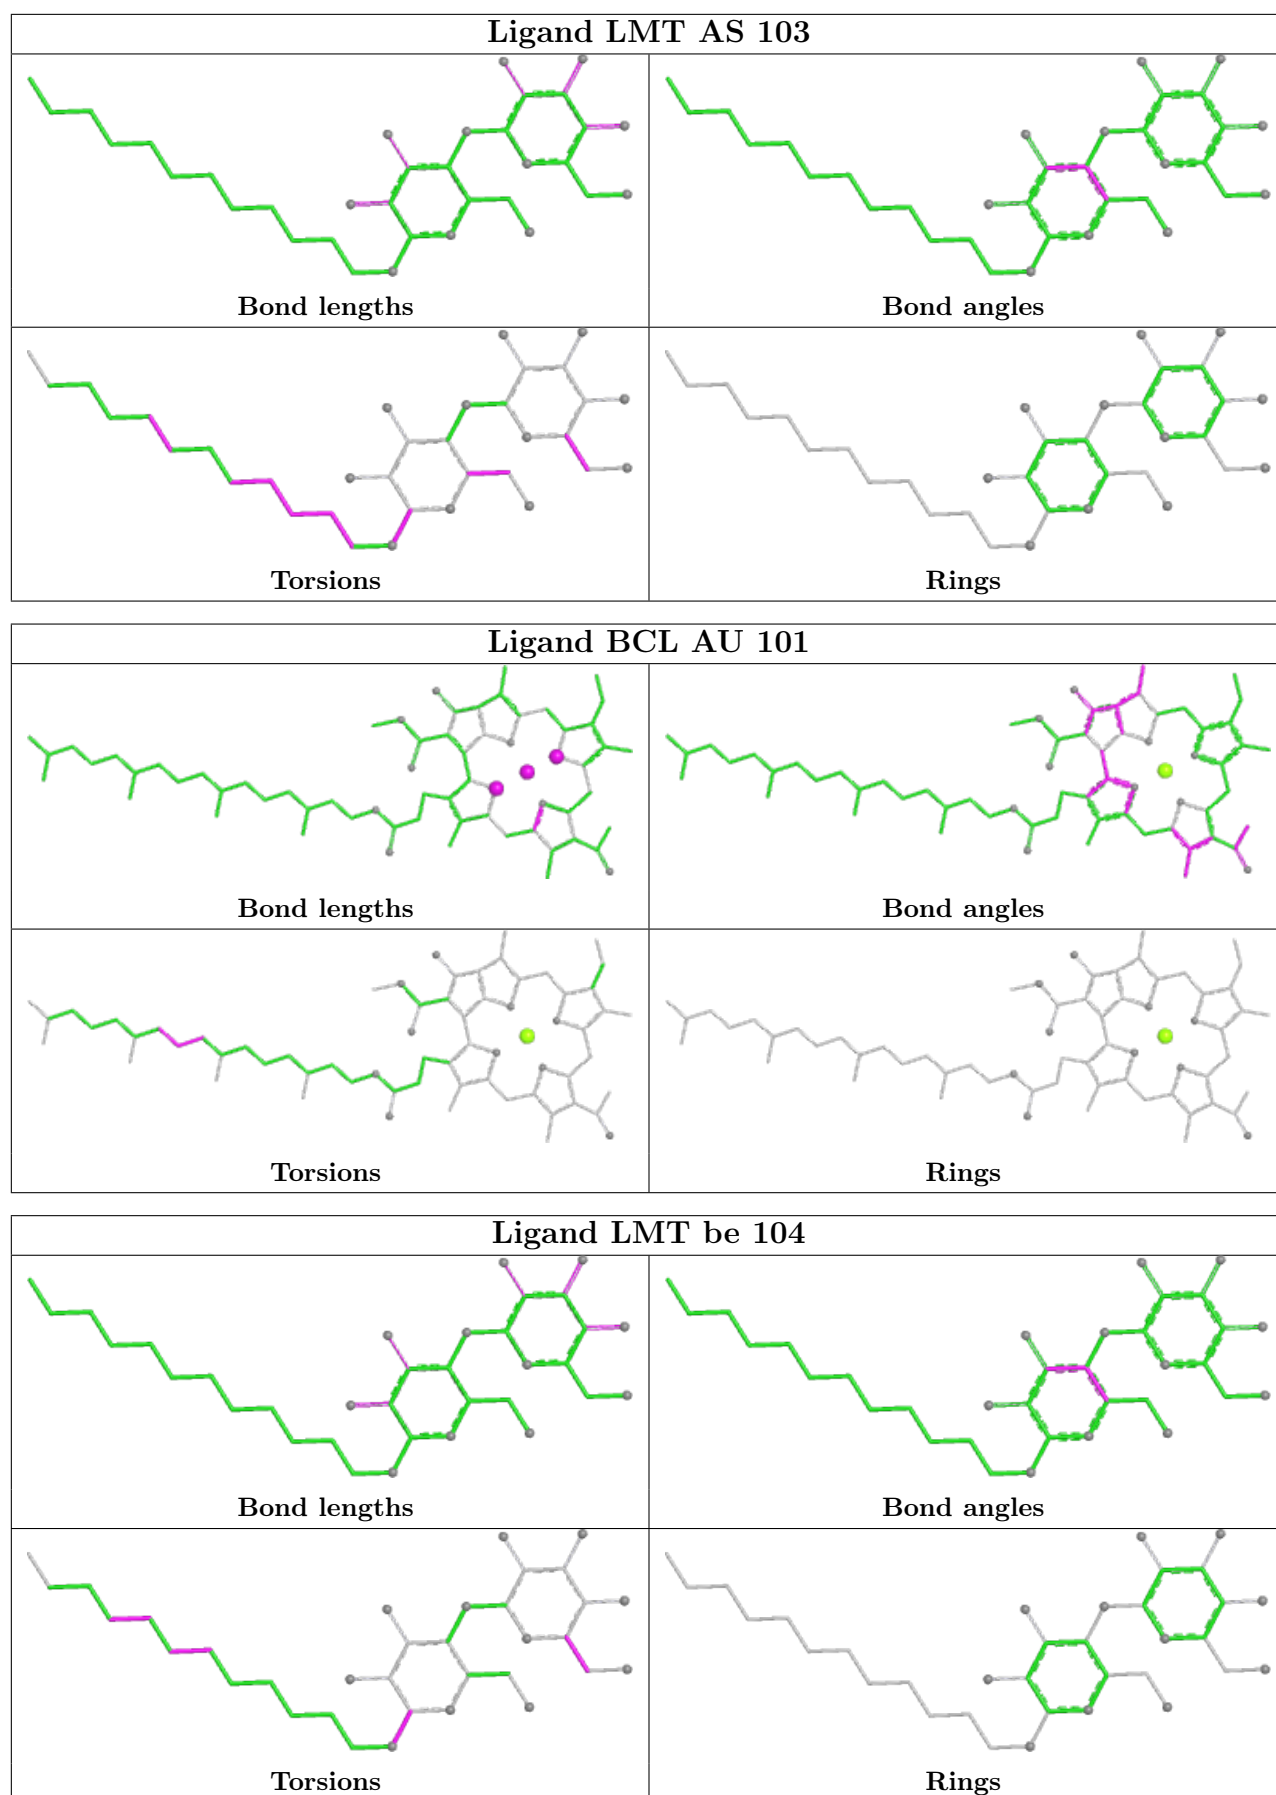 Ligand LMT AS 103
Bond lengths Bond angles
Torsions Rings
Ligand BCL AU 101
Bond lengths Bond angles
Torsions Rings
Ligand LMT be 104
Bond lengths Bond angles
Torsions Rings